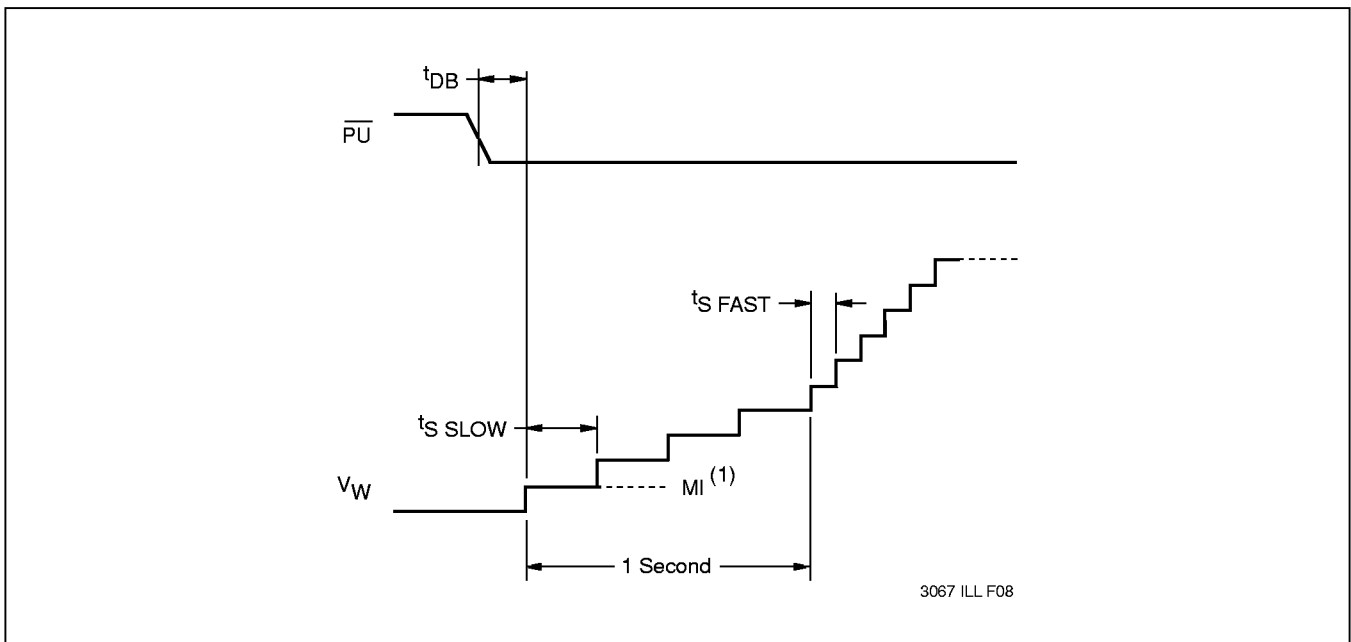 tDB
PU
tS FAST
tS SLOW
VW
MI (1)
1 Second
3067 ILL F08